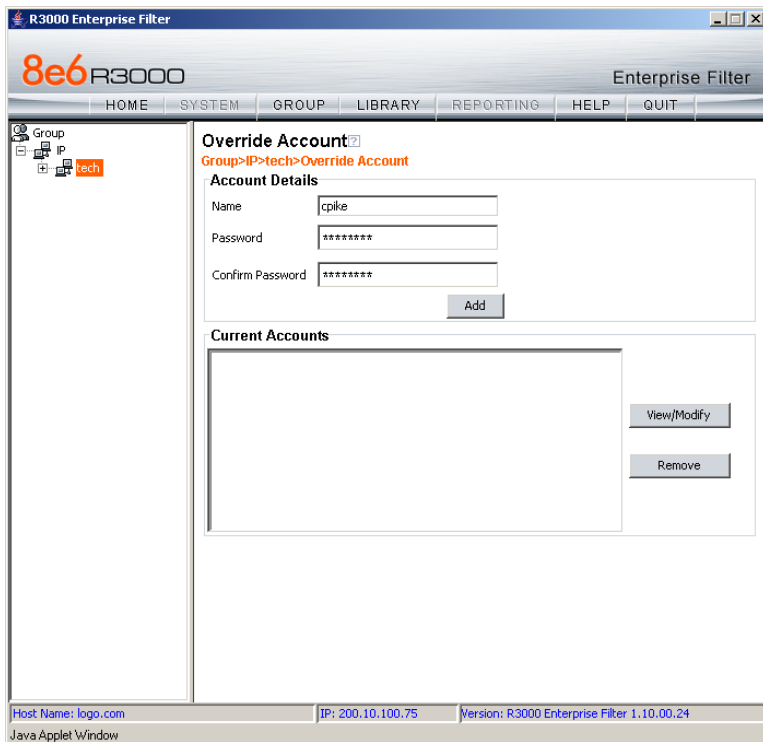 R3000 Enterprise Filter
8e6 R3000
Enterprise Filter
HOME SYSTEM GROUP LIBRARY REPORTING HELP QUIT
Group
IP
tech
Override Account ?
Group>IP>tech>Override Account
Account Details
Name cpike
Password ********
Confirm Password ********
Add
Current Accounts
View/Modify
Remove
Host Name: logo.com IP: 200.10.100.75 Version: R3000 Enterprise Filter 1.10.00.24
Java Applet Window